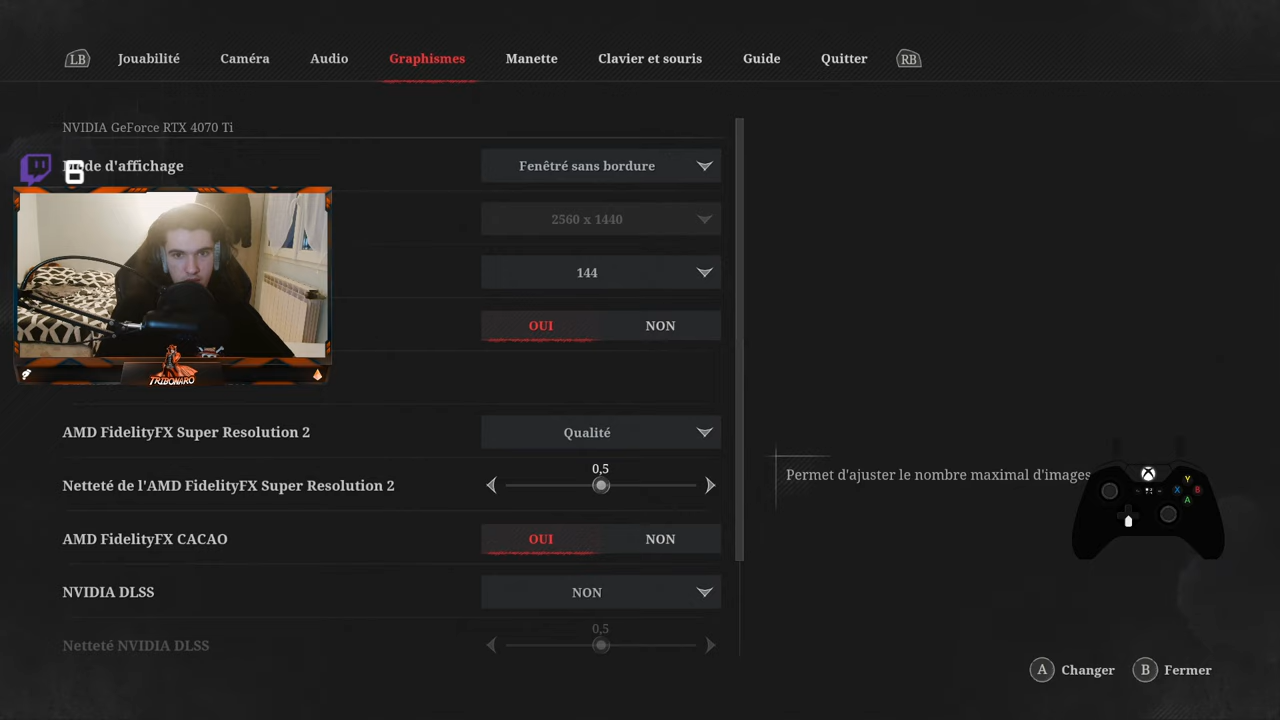 LB Jouabilité Caméra Audio Graphismes Manette Clavier et souris Guide Quitter RB
NVIDIA GeForce RTX 4070 Ti
de d'affichage Fenêtré sans bordure
2560 x 1440
144
OUI NON
TRIBONARO
AMD FidelityFX Super Resolution 2 Qualité
0,5
Netteté de l'AMD FidelityFX Super Resolution 2
Permet d'ajuster le nombre maximal d'images
Y
X B
A
AMD FidelityFX CACAO OUI NON
NVIDIA DLSS NON
0,5
Netteté NVIDIA DLSS
A Changer B Fermer